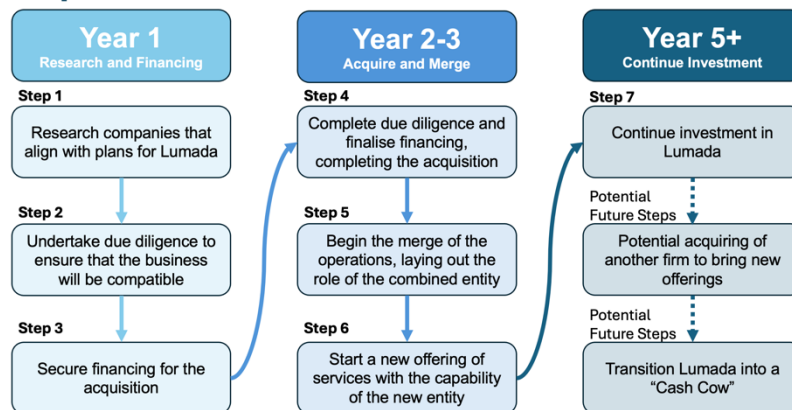 Year 1
Research and Financing
Step 1
Research companies that
align with plans for Lumada
Step 2
Undertake due diligence to
ensure that the business
will be compatible
Step 3
Secure financing for the
acquisition
Year 2-3
Acquire and Merge
Step 4
Complete due diligence and
finalise financing,
completing the acquisition
Step 5
Begin the merge of the
operations, laying out the
role of the combined entity
Step 6
Start a new offering of
services with the capability
of the new entity
Year 5+
Continue Investment
Step 7
Continue investment in
Lumada
Potential
Future Steps
Potential acquiring of
another firm to bring new
offerings
Potential
Future Steps
Transition Lumada into a
“Cash Cow”